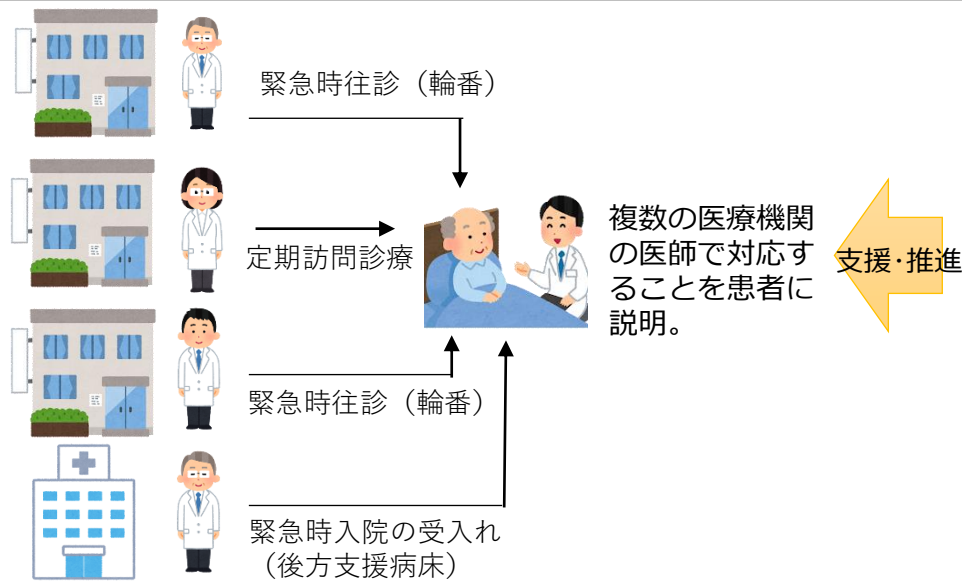 緊急時往診（輪番）
定期訪問診療
緊急時往診（輪番）
緊急時入院の受入れ
（後方支援病床）
複数の医療機関
の医師で対応す
ることを患者に
説明。
支援･推進